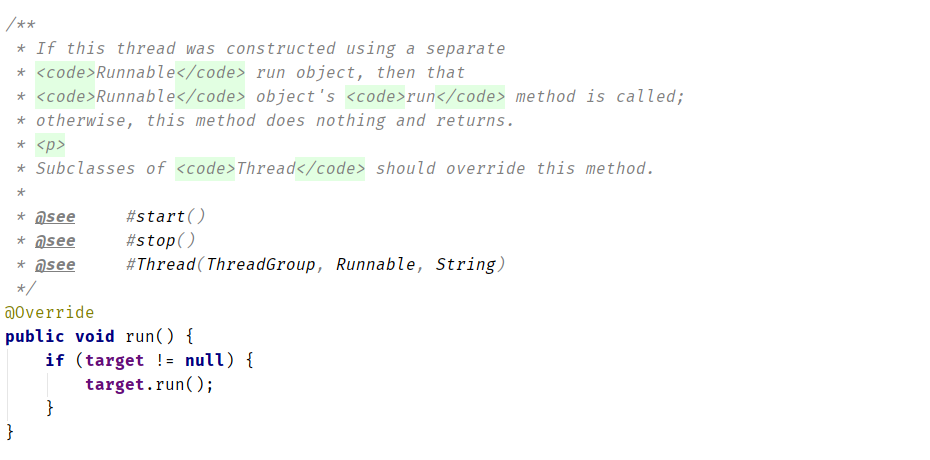 /**
 * If this thread was constructed using a separate
 * <code>Runnable</code> run object, then that
 * <code>Runnable</code> object's <code>run</code> method is called;
 * otherwise, this method does nothing and returns.
 * <p>
 * Subclasses of <code>Thread</code> should override this method.
 *
 * @see     #start()
 * @see     #stop()
 * @see     #Thread(ThreadGroup, Runnable, String)
 */
@Override
public void run() {
    if (target != null) {
        target.run();
    }
}